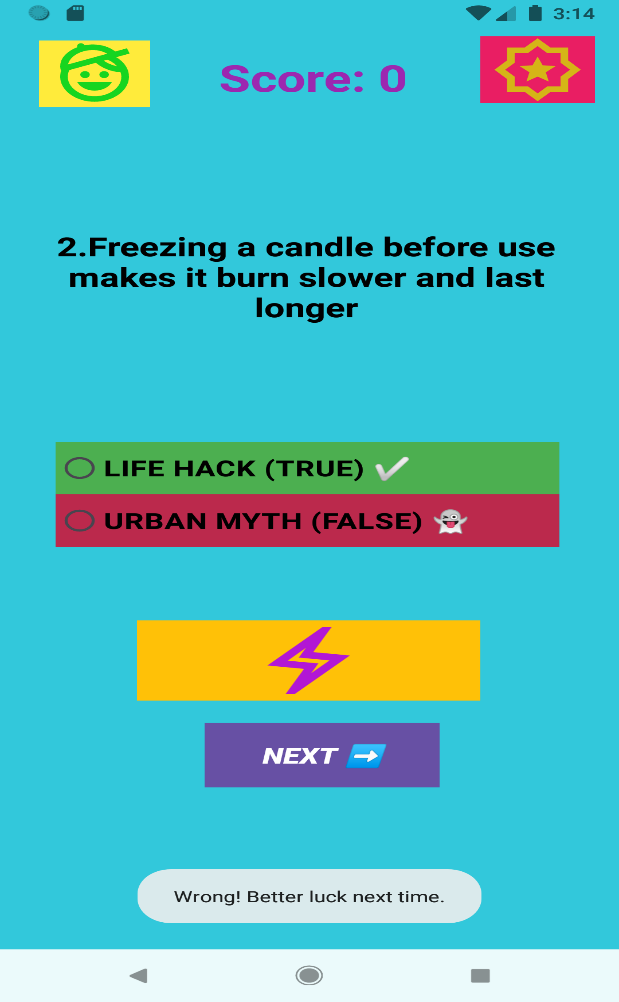 3:14
Score: 0
2.Freezing a candle before use
makes it burn slower and last
longer
LIFE HACK (TRUE) ✔
URBAN MYTH (FALSE) 👻
NEXT ➡
Wrong! Better luck next time.